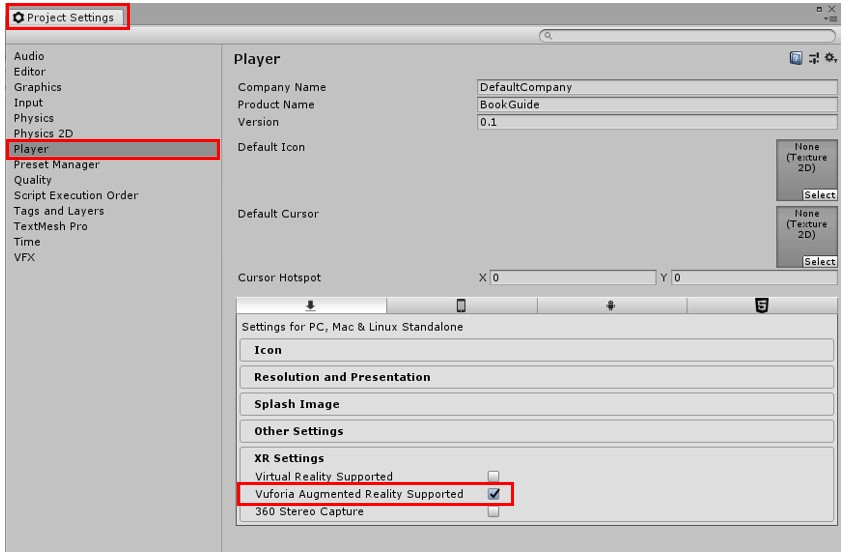 Project Settings
Audio
Editor
Graphics
Input
Physics
Physics 2D
Player
Preset Manager
Quality
Script Execution Order
Tags and Layers
TextMesh Pro
Time
VFX
Player
Company Name DefaultCompany
Product Name BookGuide
Version 0.1
Default Icon
None
(Texture
2D)
Select
Default Cursor
None
(Texture
2D)
Select
Cursor Hotspot X 0 Y 0
Settings for PC, Mac & Linux Standalone
Icon
Resolution and Presentation
Splash Image
Other Settings
XR Settings
Virtual Reality Supported
Vuforia Augmented Reality Supported
360 Stereo Capture